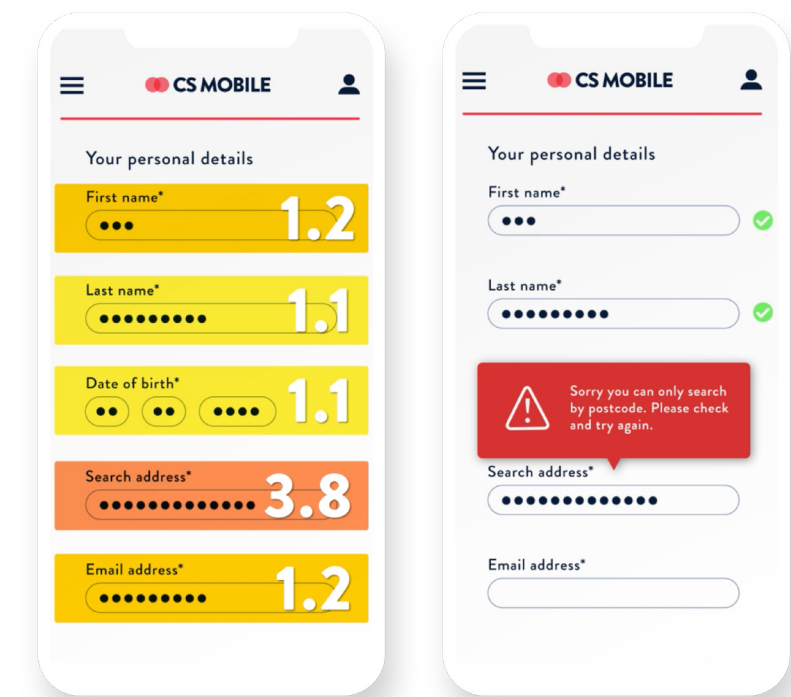 CS MOBILE
Your personal details
First name*
•••
1.2
Last name*
•••••••••
1.1
Date of birth*
•• •• ••••
1.1
Search address*
•••••••••••••
3.8
Email address*
•••••••••
1.2
CS MOBILE
Your personal details
First name*
•••
Last name*
•••••••••
Sorry you can only search
by postcode. Please check
and try again.
Search address*
•••••••••••••
Email address*